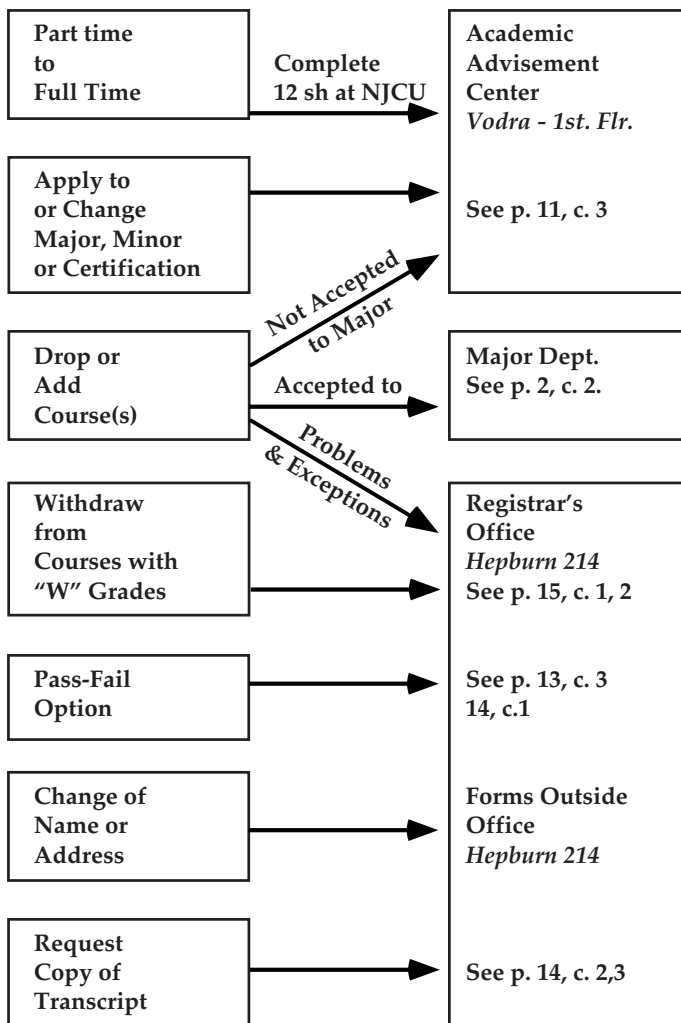 Part time
to
Full Time
Complete
12 sh at NJCU
Academic
Advisement
Center
Vodra - 1st. Flr.
Apply to
or Change
Major, Minor
or Certification
See p. 11, c. 3
Not Accepted
to Major
Drop or
Add
Course(s)
Accepted to
Major Dept.
See p. 2, c. 2.
Problems
& Exceptions
Withdraw
from
Courses with
“W” Grades
Registrar’s
Office
Hepburn 214
See p. 15, c. 1, 2
Pass-Fail
Option
See p. 13, c. 3
14, c.1
Change of
Name or
Address
Forms Outside
Office
Hepburn 214
Request
Copy of
Transcript
See p. 14, c. 2,3